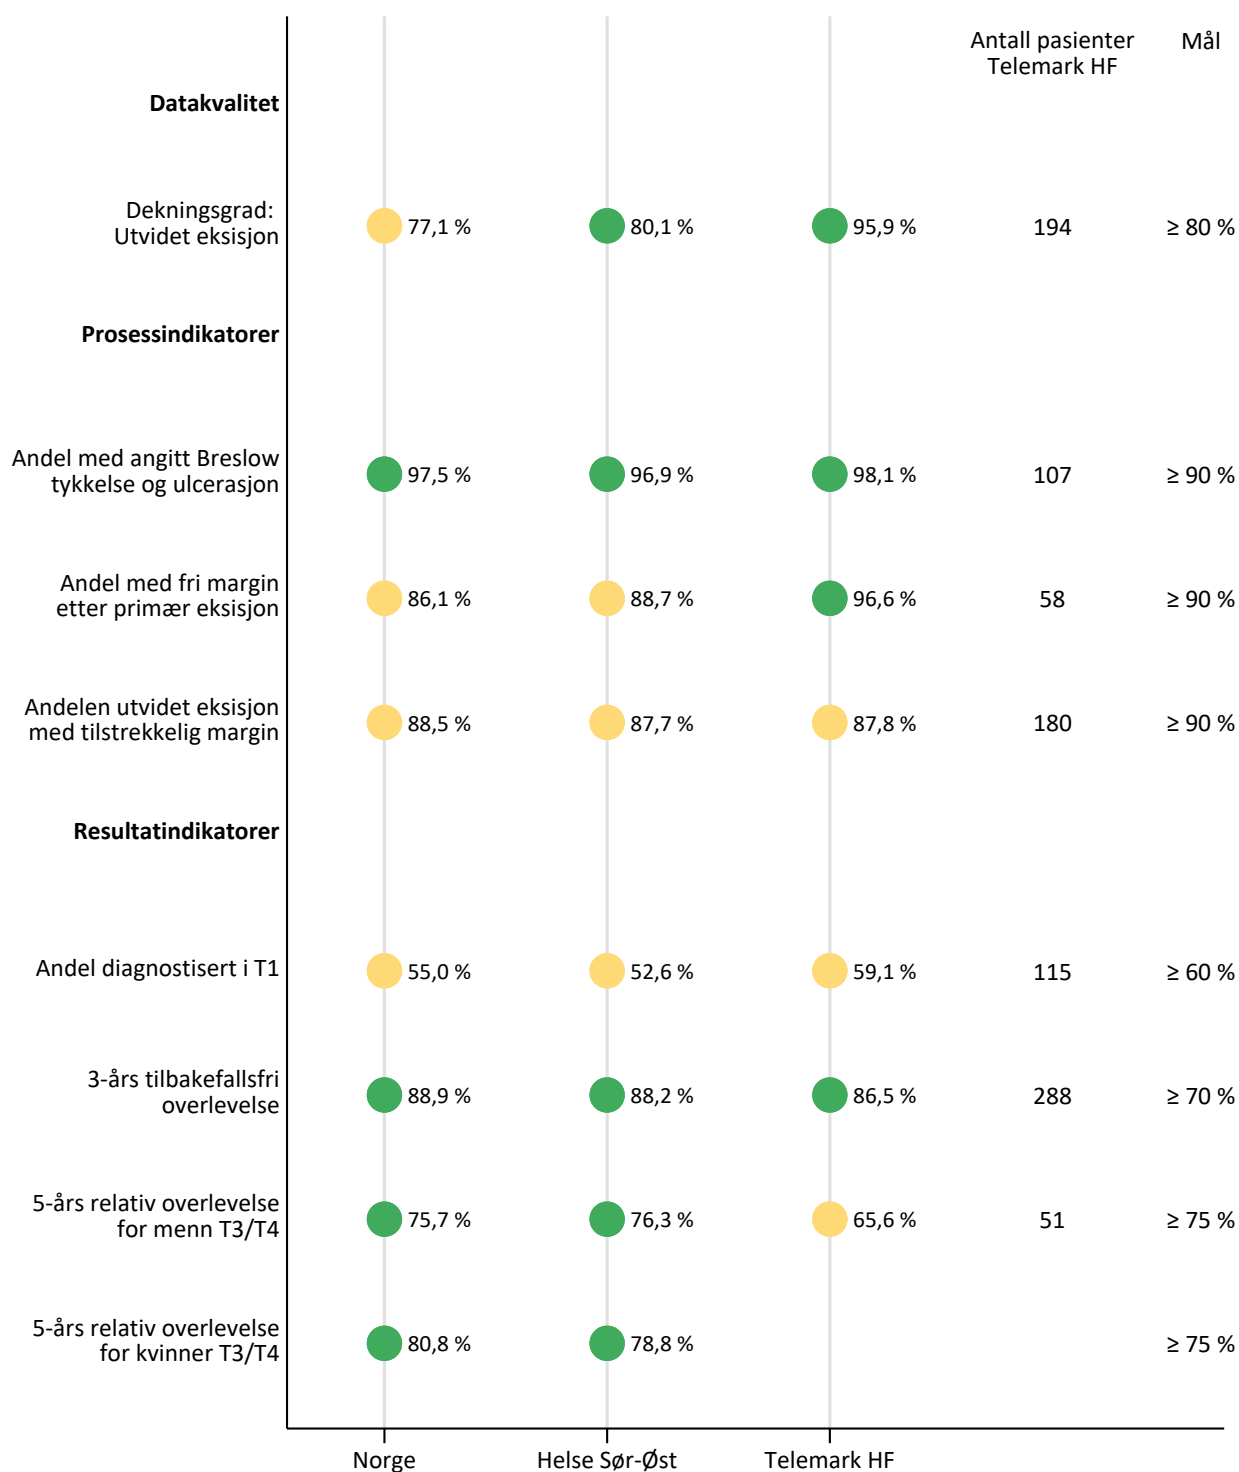 Antall pasienter
Telemark HF
Mål
Datakvalitet
Dekningsgrad:
Utvidet eksisjon
77,1 %
80,1 %
95,9 %
194
≥ 80 %
Prosessindikatorer
Andel med angitt Breslow
tykkelse og ulcerasjon
97,5 %
96,9 %
98,1 %
107
≥ 90 %
Andel med fri margin
etter primær eksisjon
86,1 %
88,7 %
96,6 %
58
≥ 90 %
Andelen utvidet eksisjon
med tilstrekkelig margin
88,5 %
87,7 %
87,8 %
180
≥ 90 %
Resultatindikatorer
Andel diagnostisert i T1
55,0 %
52,6 %
59,1 %
115
≥ 60 %
3-års tilbakefallsfri
overlevelse
88,9 %
88,2 %
86,5 %
288
≥ 70 %
5-års relativ overlevelse
for menn T3/T4
75,7 %
76,3 %
65,6 %
51
≥ 75 %
5-års relativ overlevelse
for kvinner T3/T4
80,8 %
78,8 %
≥ 75 %
Norge
Helse Sør-Øst
Telemark HF